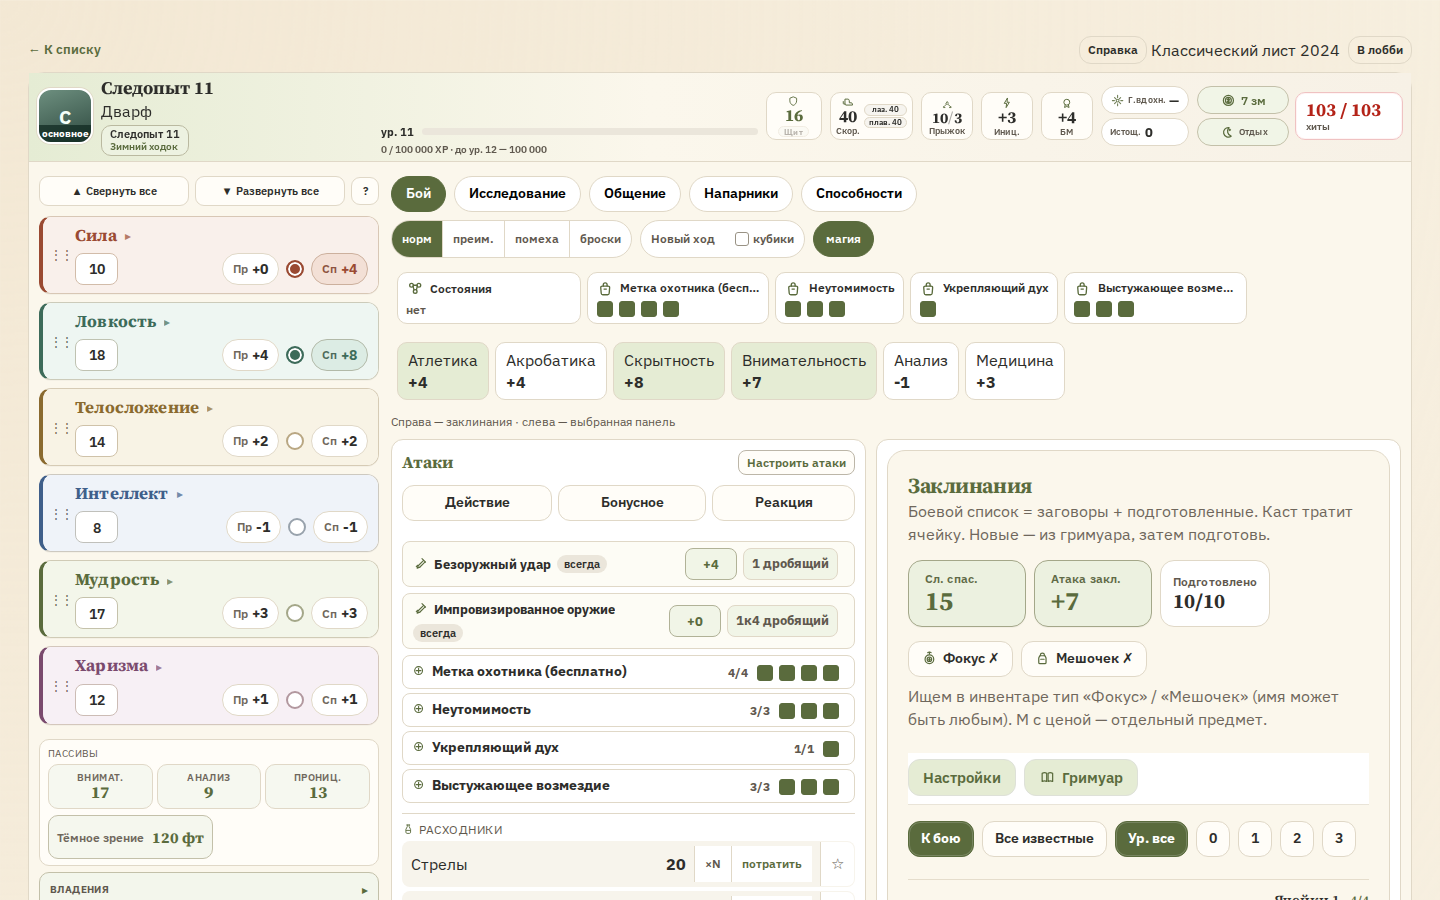 ← К списку
Справка Классический лист 2024 В лобби
С
основное
Следопыт 11
Дварф
Следопыт 11
Зимний ходок
ур. 11
0 / 100 000 XP · до ур. 12 — 100 000
16
Щит
40
Скор.
лаз. 40
плав. 40
10/3
Прыжок
+3
Иниц.
+4
БМ
Г.вдохн. —
Истощ. 0
7 зм
Отдых
103 / 103
хиты
▲ Свернуть все
▼ Развернуть все
?
Сила ▸
10 Пр +0 Сп +4
Ловкость ▸
18 Пр +4 Сп +8
Телосложение ▸
14 Пр +2 Сп +2
Интеллект ▸
8 Пр -1 Сп -1
Мудрость ▸
17 Пр +3 Сп +3
Харизма ▸
12 Пр +1 Сп +1
ПАССИВЫ
ВНИМАТ.
17
АНАЛИЗ
9
ПРОНИЦ.
13
Тёмное зрение 120 фт
ВЛАДЕНИЯ ▸
Бой Исследование Общение Напарники Способности
норм преим. помеха броски Новый ход кубики магия
Состояния
нет
Метка охотника (бесп...
Неутомимость
Укрепляющий дух
Выстужающее возме...
Атлетика
+4
Акробатика
+4
Скрытность
+8
Внимательность
+7
Анализ
-1
Медицина
+3
Справа — заклинания · слева — выбранная панель
Атаки Настроить атаки
Действие Бонусное Реакция
Безоружный удар всегда +4 1 дробящий
Импровизированное оружие
всегда
+0 1к4 дробящий
Метка охотника (бесплатно) 4/4
Неутомимость 3/3
Укрепляющий дух 1/1
Выстужающее возмездие 3/3
РАСХОДНИКИ
Стрелы 20 ×N потратить ☆
Заклинания
Боевой список = заговоры + подготовленные. Каст тратит
ячейку. Новые — из гримуара, затем подготовь.
Сл. спас.
15
Атака закл.
+7
Подготовлено
10/10
Фокус ✗ Мешочек ✗
Ищем в инвентаре тип «Фокус» / «Мешочек» (имя может
быть любым). М с ценой — отдельный предмет.
Настройки Гримуар
К бою Все известные Ур. все 0 1 2 3
Ячейки 1 4/4